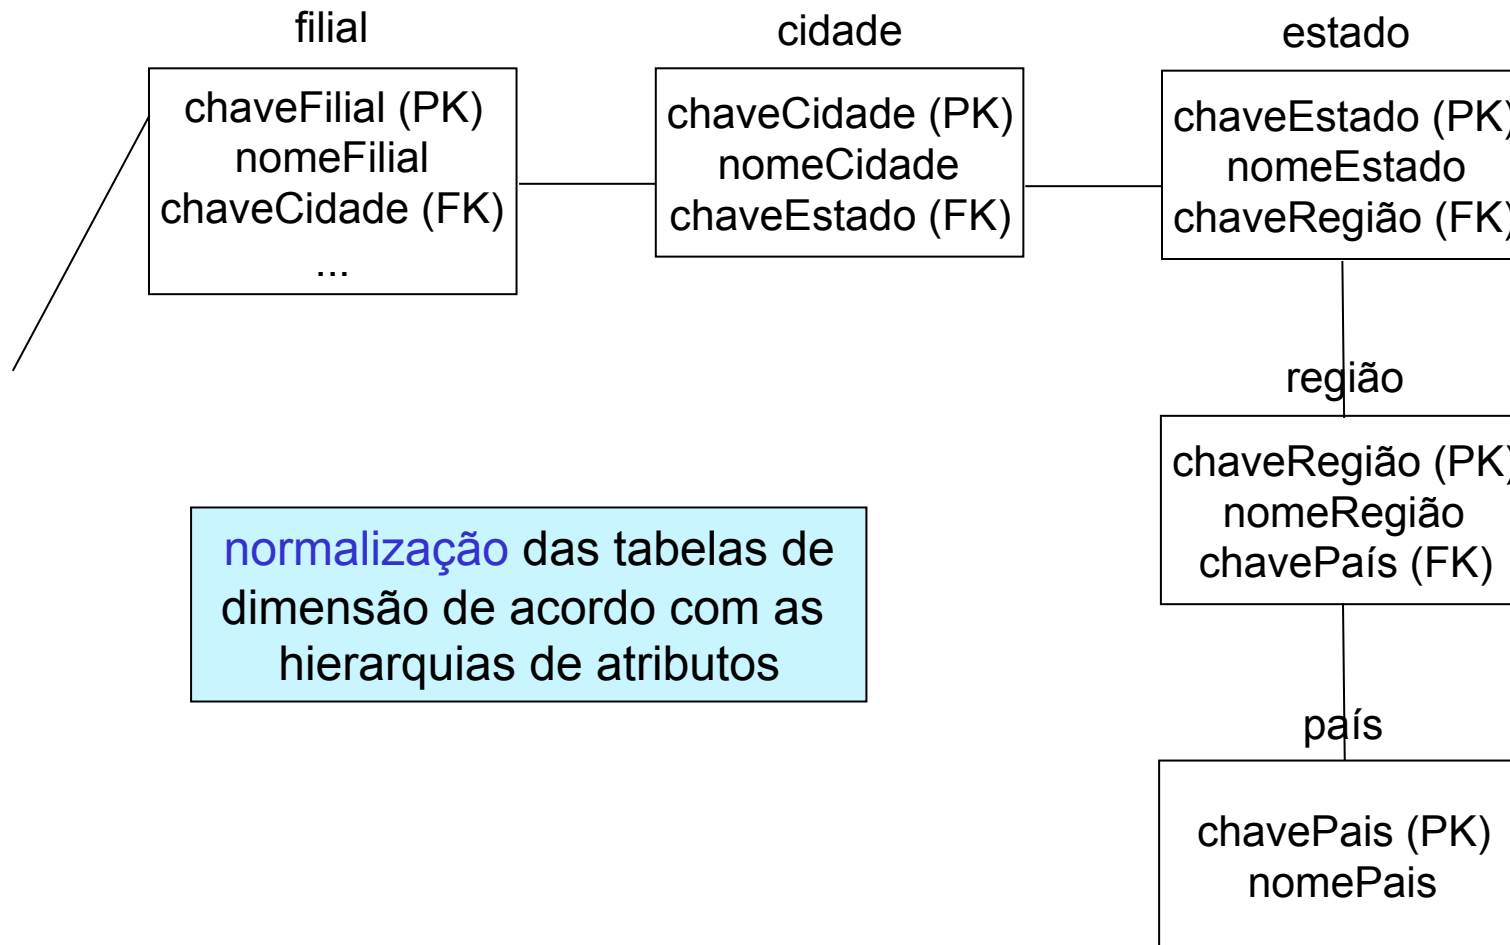 filial
chaveFilial (PK)
nomeFilial
chaveCidade (FK)
...
cidade
chaveCidade (PK)
nomeCidade
chaveEstado (FK)
estado
chaveEstado (PK)
nomeEstado
chaveRegião (FK)
região
chaveRegião (PK)
nomeRegião
chavePaís (FK)
país
chavePais (PK)
nomePais
normalização das tabelas de
dimensão de acordo com as
hierarquias de atributos